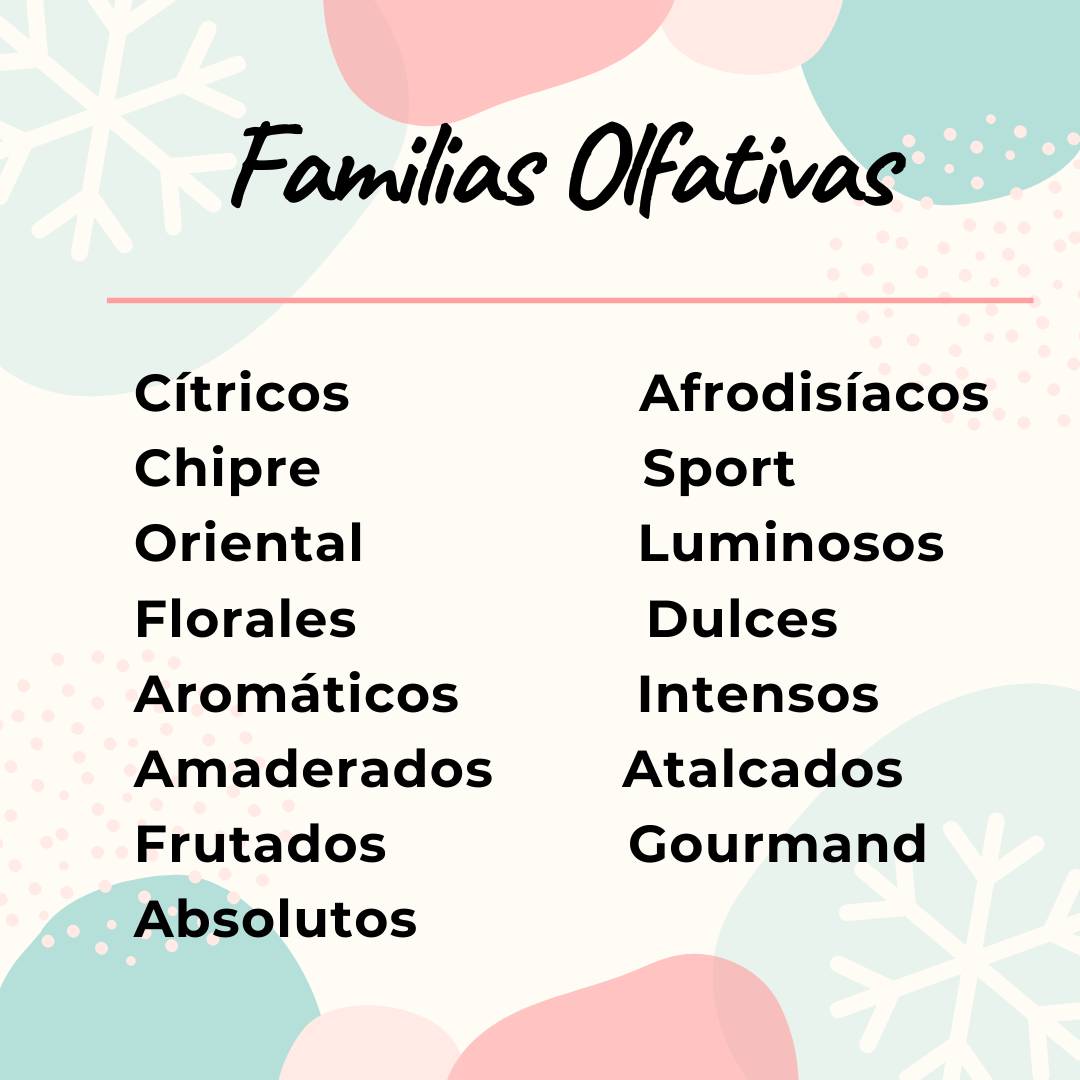 Familias Olfativas
Cítricos
Chipre
Oriental
Florales
Aromáticos
Amaderados
Frutados
Absolutos
Afrodisíacos
Sport
Luminosos
Dulces
Intensos
Atalcados
Gourmand